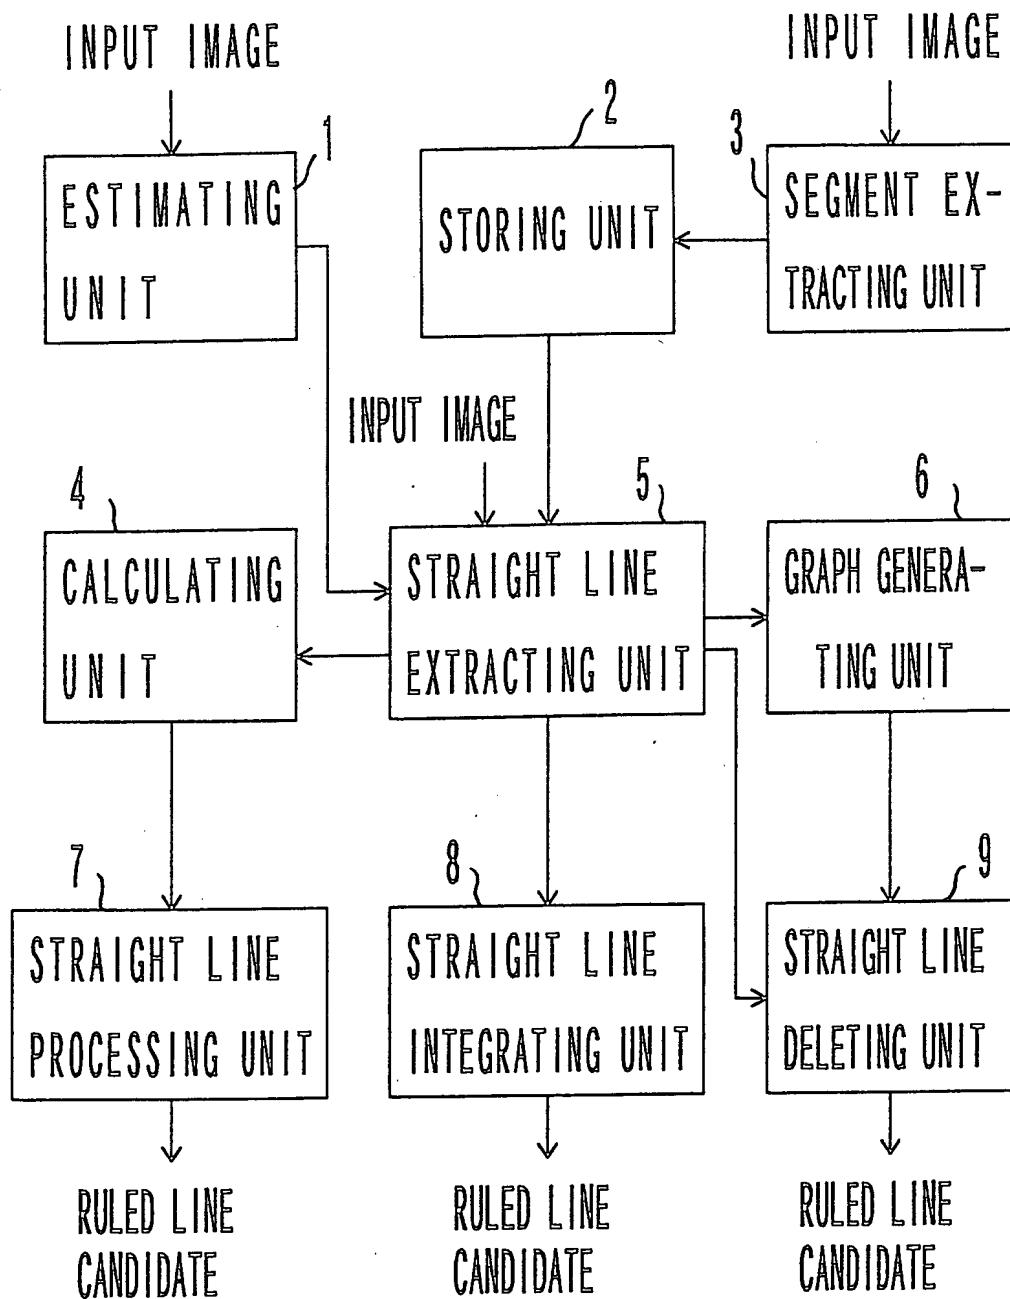 INPUT IMAGE
INPUT IMAGE
1
2
3
ESTIMATING
UNIT
STORING UNIT
SEGMENT EX-
TRACTING UNIT
INPUT IMAGE
4
5
6
CALCULATING
UNIT
STRAIGHT LINE
EXTRACTING UNIT
GRAPH GENERA-
TING UNIT
7
8
9
STRAIGHT LINE
PROCESSING UNIT
STRAIGHT LINE
INTEGRATING UNIT
STRAIGHT LINE
DELETING UNIT
RULED LINE
CANDIDATE
RULED LINE
CANDIDATE
RULED LINE
CANDIDATE